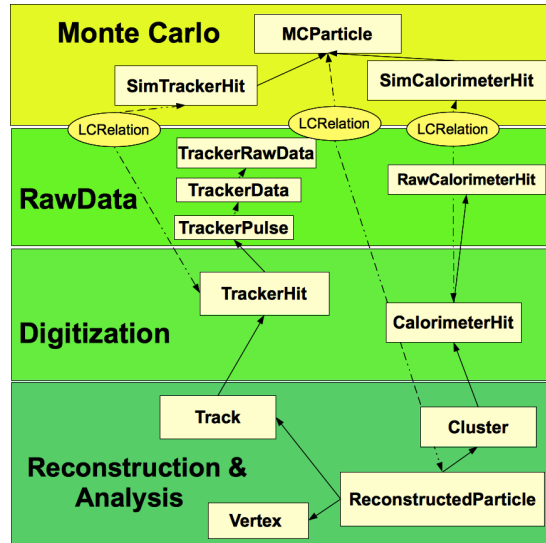 Monte Carlo
MCParticle
SimTrackerHit
SimCalorimeterHit
LCRelation
LCRelation
LCRelation
TrackerRawData
RawData
TrackerData
RawCalorimeterHit
TrackerPulse
TrackerHit
Digitization
CalorimeterHit
Track
Cluster
Reconstruction &
Analysis
ReconstructedParticle
Vertex